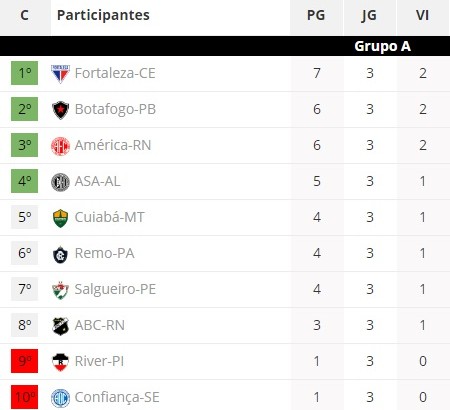 C Participantes PG JG VI
Grupo A
1º Fortaleza-CE 7 3 2
2º Botafogo-PB 6 3 2
3º América-RN 6 3 2
4º ASA-AL 5 3 1
5º Cuiabá-MT 4 3 1
6º Remo-PA 4 3 1
7º Salgueiro-PE 4 3 1
8º ABC-RN 3 3 1
9º River-PI 1 3 0
10º Confiança-SE 1 3 0